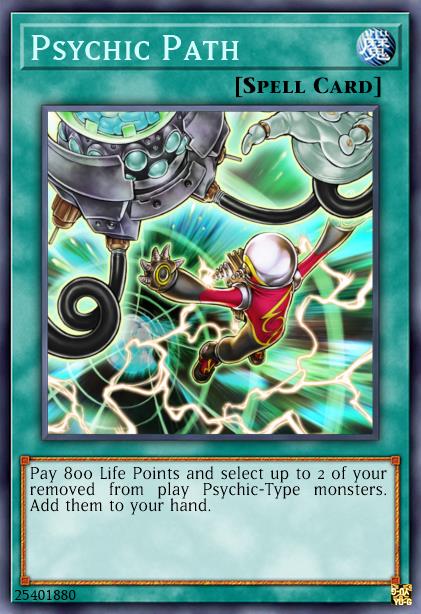 Psychic Path
魔
[Spell Card]
Pay 800 Life Points and select up to 2 of your
removed from play Psychic-Type monsters.
Add them to your hand.
25401880